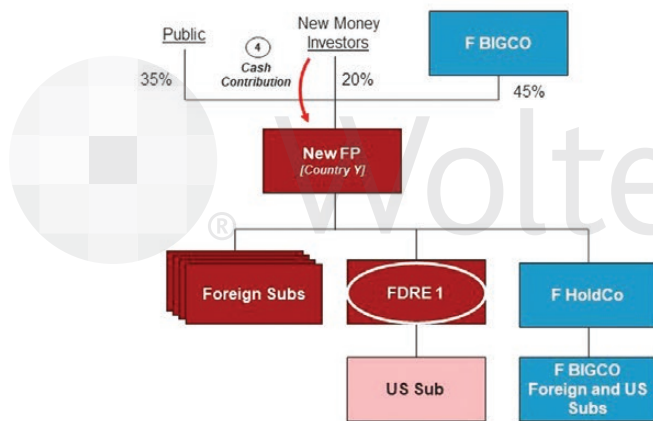 Public
4
Cash
Contribution
New Money
Investors
F BIGCO
35%
20%
45%
New FP
[Country Y]
® Wolte
Foreign Subs
FDRE 1
F HoldCo
US Sub
F BIGCO
Foreign and US
Subs